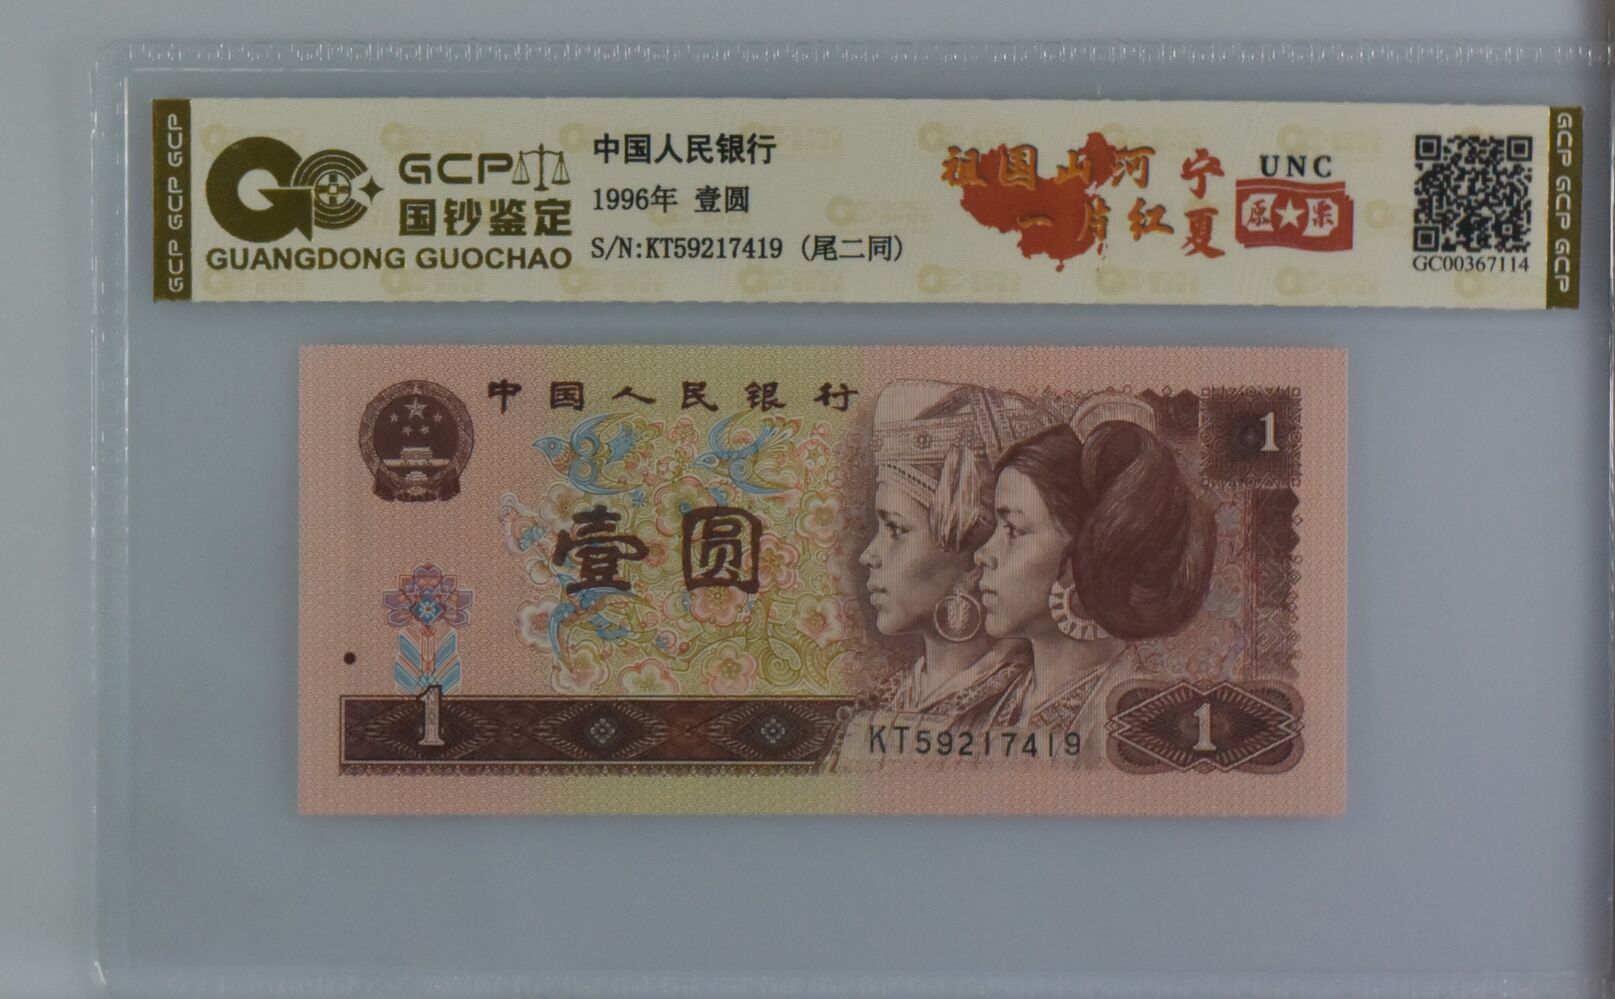 GCP GCP GCP
GCP
国钞鉴定
GUANGDONG GUOCHAO
中国人民银行
1996年 壹圆
S/N:KT59217419 (尾二同)
祖国山河 宁夏
一片红
UNC
原票
GC00367114
GCP GCP GCP
中国人民银行
1
壹圆
1
KT59217419
1